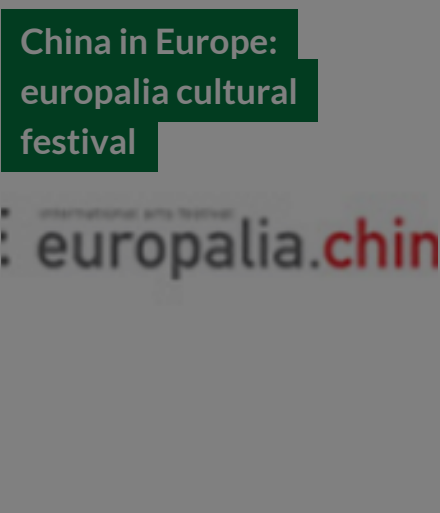 China in Europe:
europalia cultural
festival
international arts festival
europalia.chin